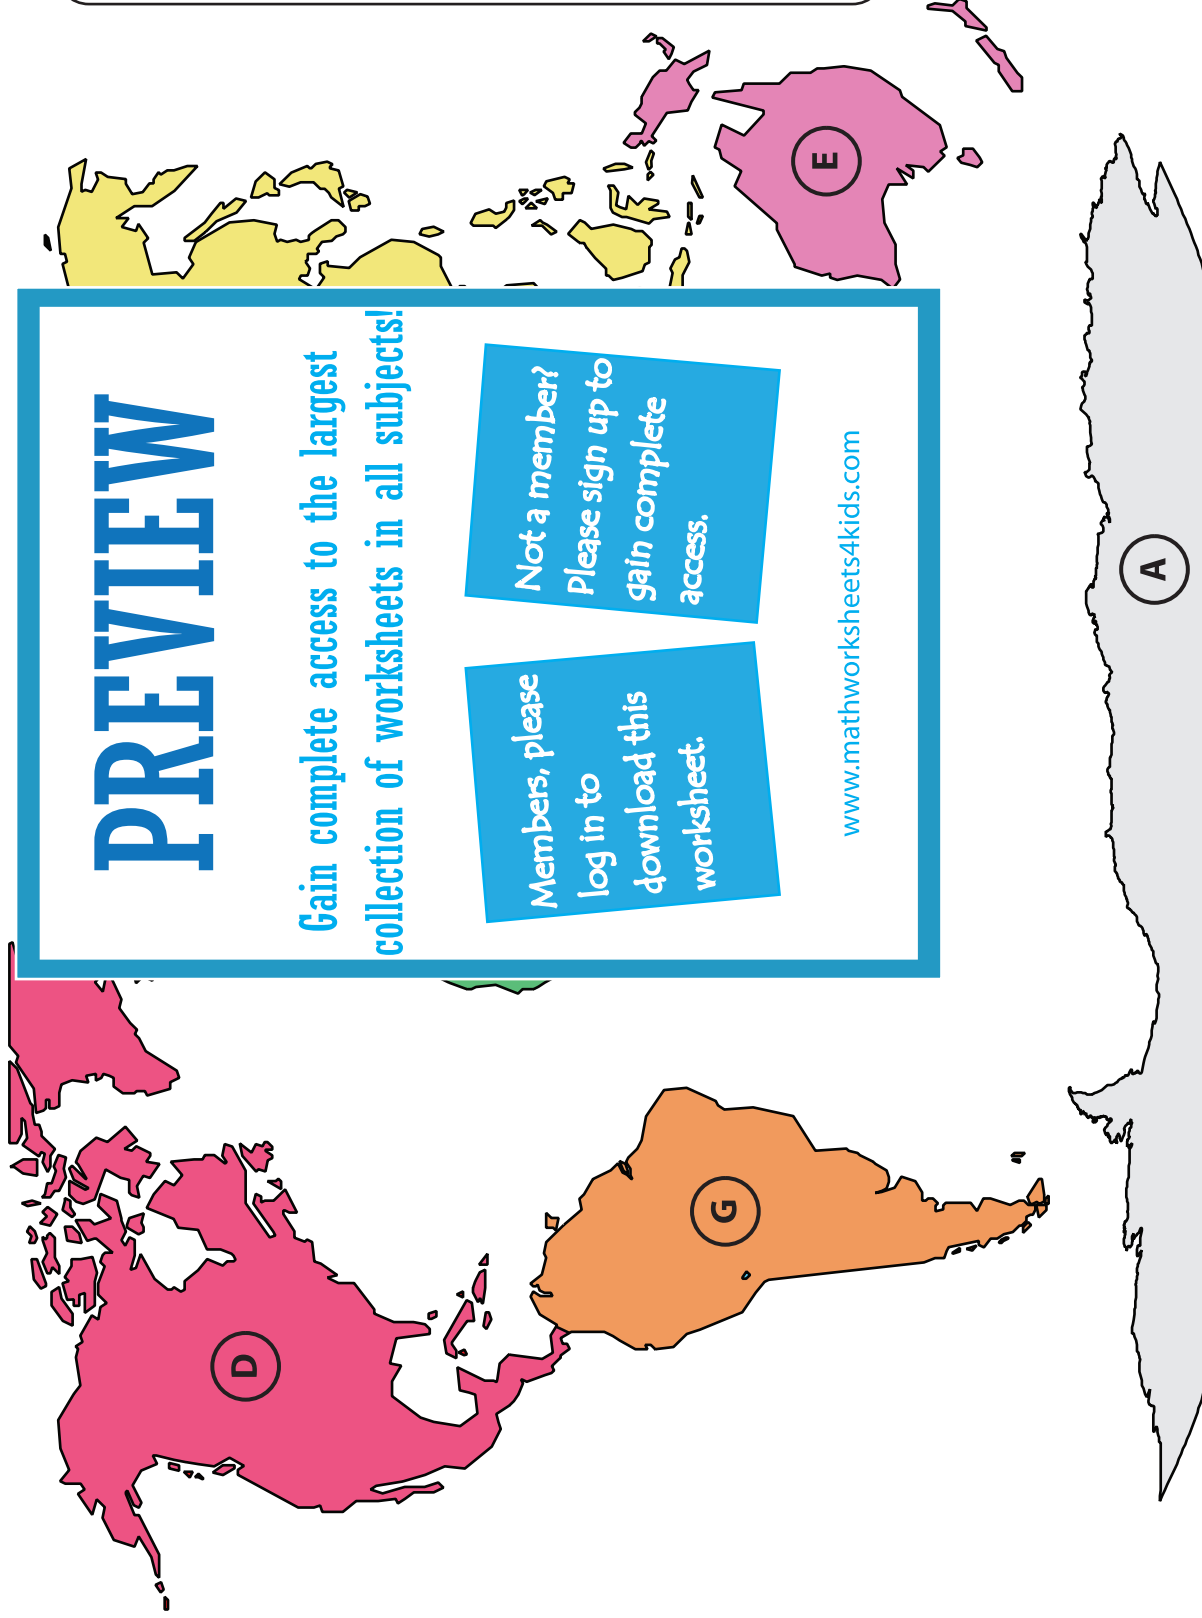 PREVIEW
Gain complete access to the largest
collection of worksheets in all subjects!
Members, please
log in to
download this
worksheet.
Not a member?
Please sign up to
gain complete
access.
www.mathworksheets4kids.com
D
G
E
A